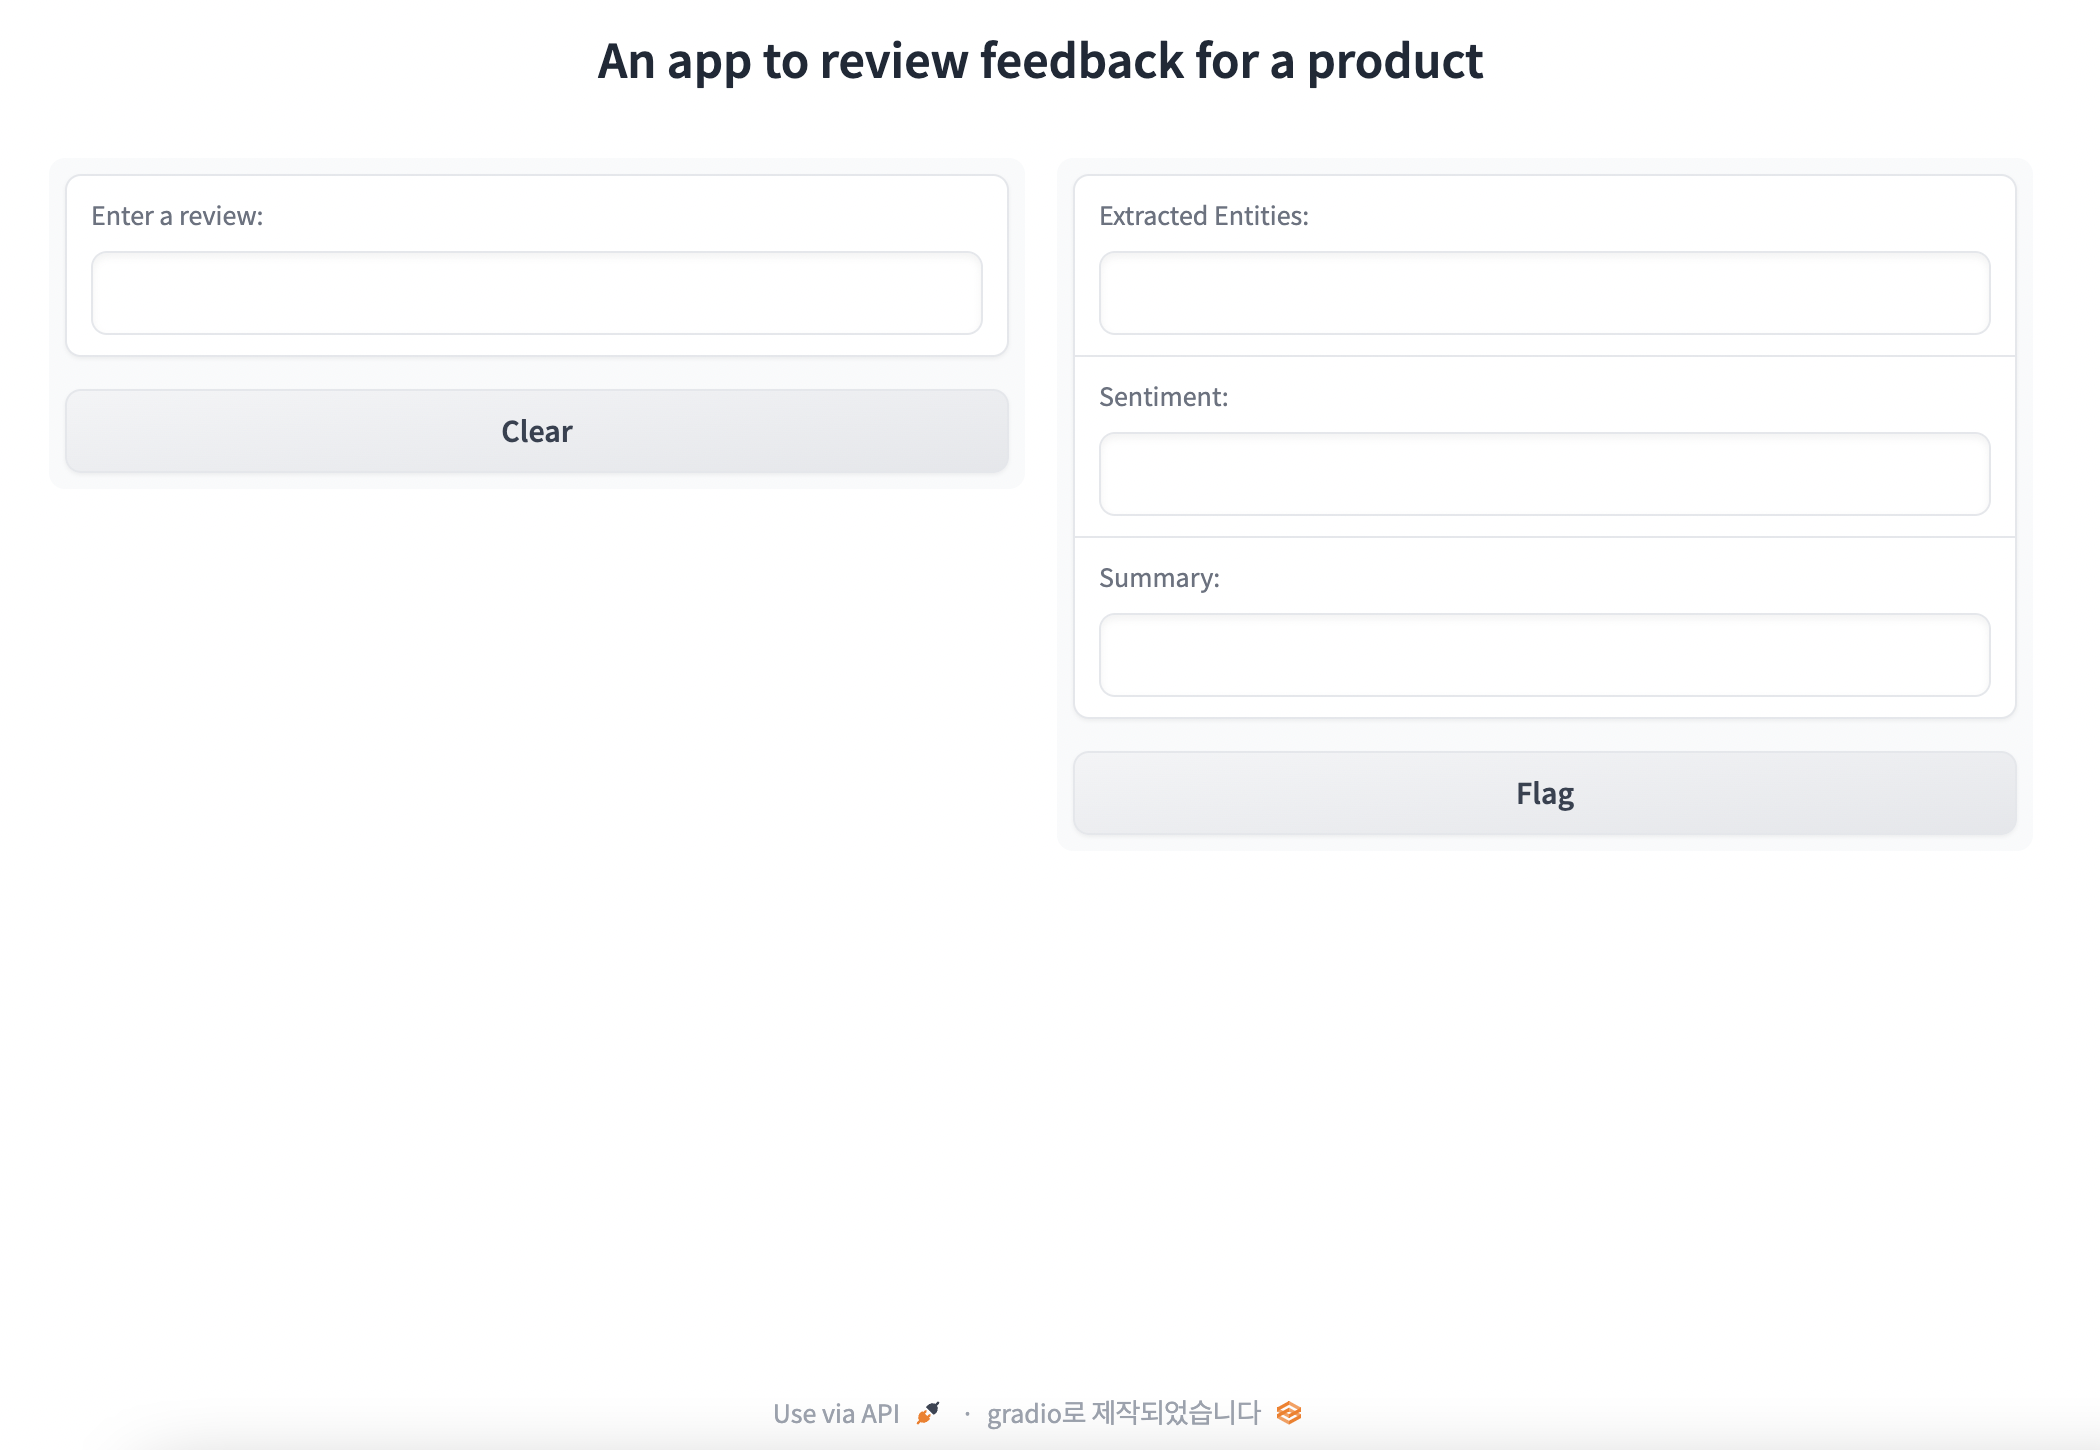 An app to review feedback for a product
Enter a review:
Clear
Extracted Entities:
Sentiment:
Summary:
Flag
Use via API · gradio로 제작되었습니다